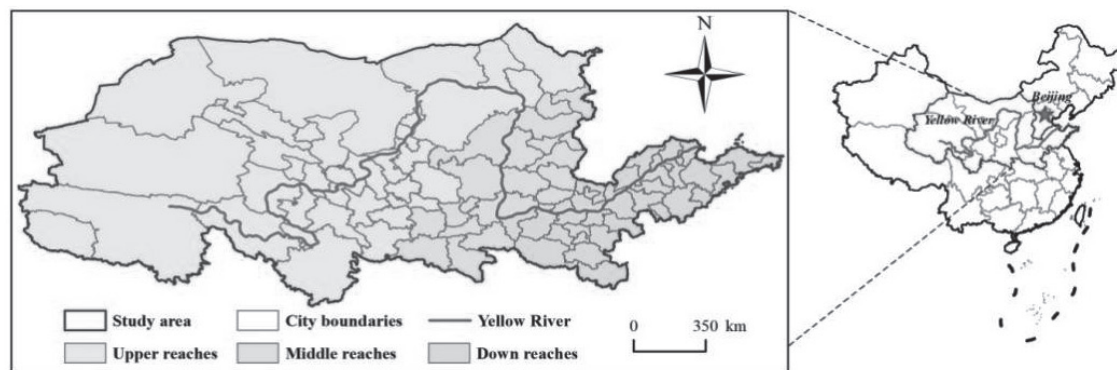 N
Beijing
Yellow River
Study area
City boundaries
Yellow River
0
350 km
Upper reaches
Middle reaches
Down reaches